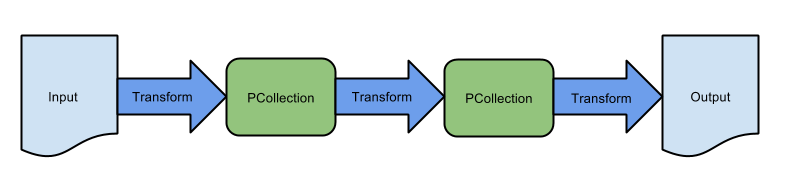 Input
Transform
PCollection
Transform
PCollection
Transform
Output